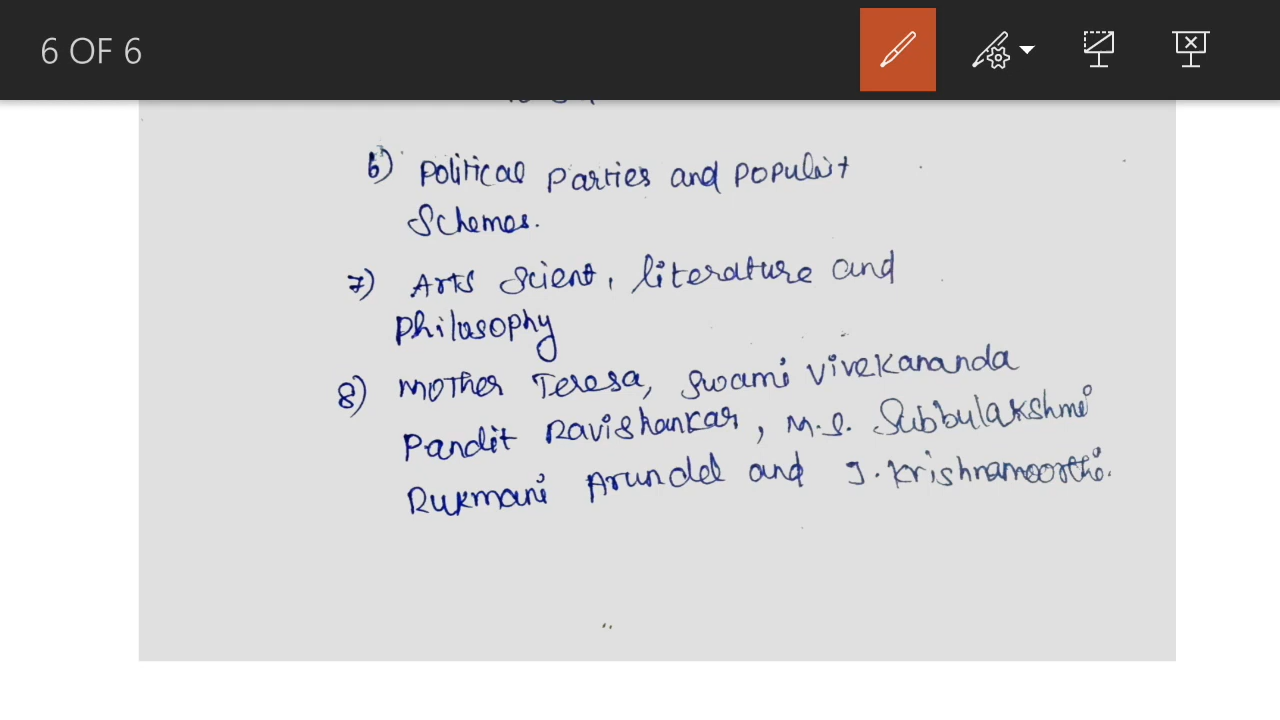 6 OF 6
6) Political Parties and Populist
Schemes.
7) Arts Scient, literature and
Philosophy
8) Mother Teresa, Swami Vivekananda
Pandit Ravishankar, M.S. Subbulakshmi
Rukmani Arundel and J. Krishnamoorthi.